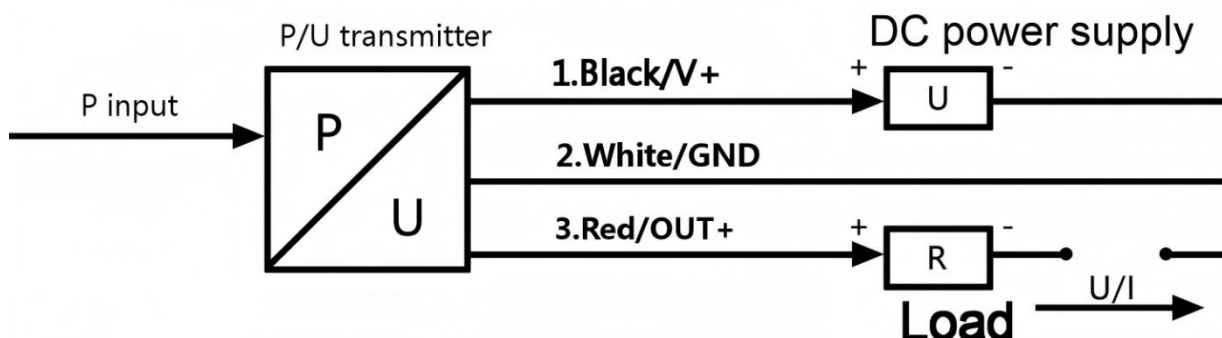 P/U transmitter
DC power supply
P input
P
U
1.Black/V+
+
U
-
2.White/GND
3.Red/OUT+
+
R
-
U/I
Load